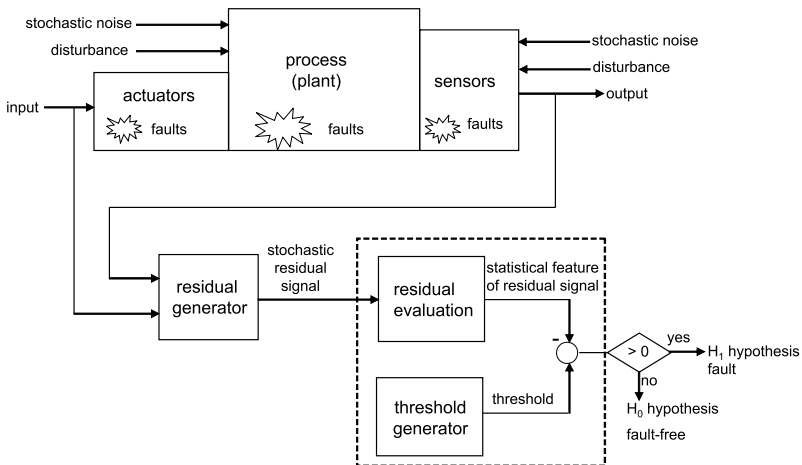 stochastic noise
disturbance
input
actuators
faults
process
(plant)
faults
sensors
faults
stochastic noise
disturbance
output
residual
generator
stochastic
residual
signal
residual
evaluation
statistical feature
of residual signal
-
threshold
generator
threshold
> 0
yes
H₁ hypothesis
fault
no
H₀ hypothesis
fault-free